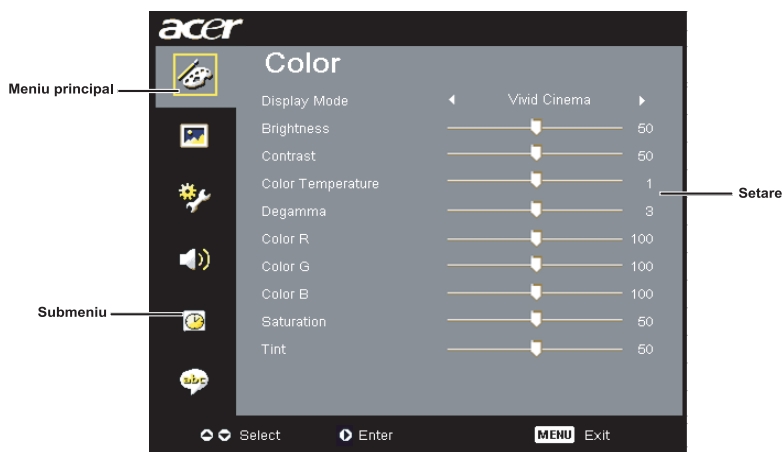 acer
Color
Meniu principal
Display Mode Vivid Cinema
Brightness 50
Contrast 50
Color Temperature 1
Setare
Degamma 3
Color R 100
Color G 100
Color B 100
Submeniu
Saturation 50
Tint 50
abc
Select Enter MENU Exit